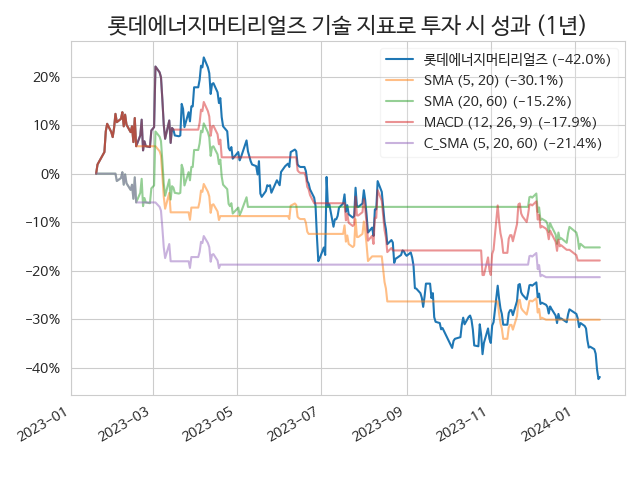 롯데에너지머티리얼즈 기술 지표로 투자 시 성과 (1년)
롯데에너지머티리얼즈 (−42.0%)
SMA (5, 20) (−30.1%)
SMA (20, 60) (−15.2%)
MACD (12, 26, 9) (−17.9%)
C_SMA (5, 20, 60) (−21.4%)
20%
10%
0%
−10%
−20%
−30%
−40%
2023−01
2023−03
2023−05
2023−07
2023−09
2023−11
2024−01